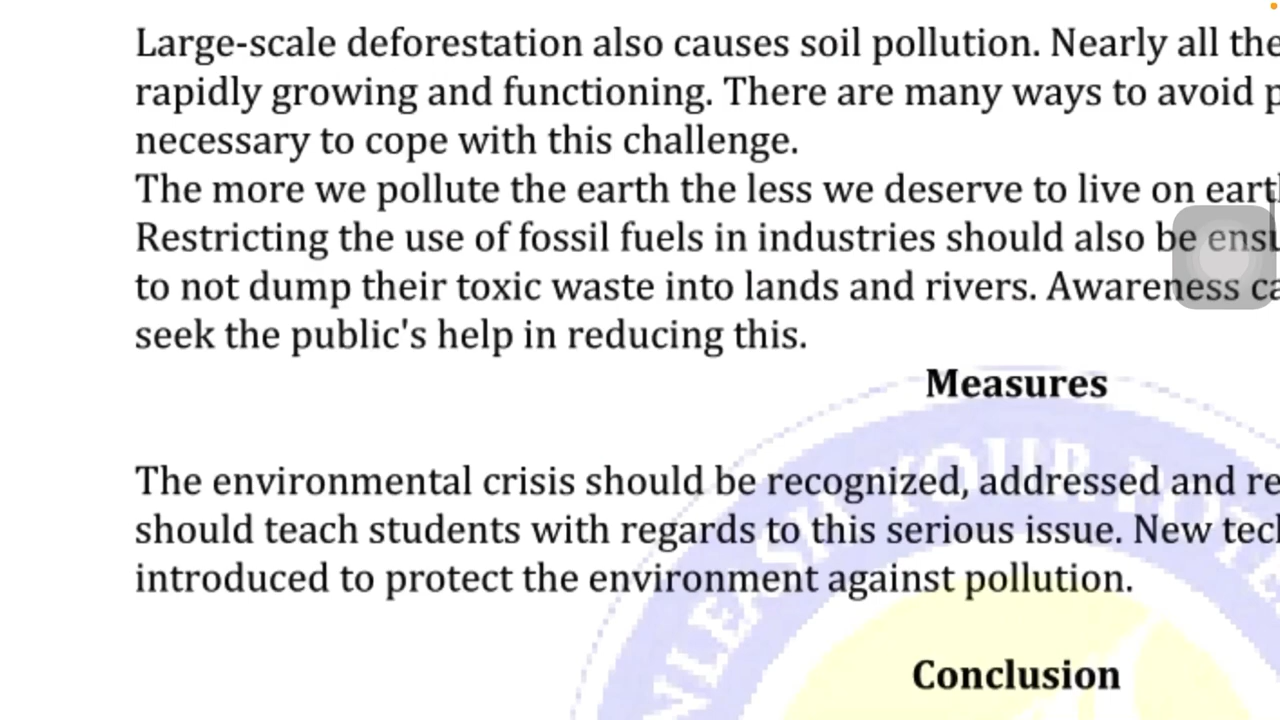 Large-scale deforestation also causes soil pollution. Nearly all the
rapidly growing and functioning. There are many ways to avoid
necessary to cope with this challenge.
The more we pollute the earth the less we deserve to live on earth
Restricting the use of fossil fuels in industries should also be
to not dump their toxic waste into lands and rivers. Awareness
seek the public's help in reducing this.
Measures
The environmental crisis should be recognized, addressed and
should teach students with regards to this serious issue. New
introduced to protect the environment against pollution.
Conclusion